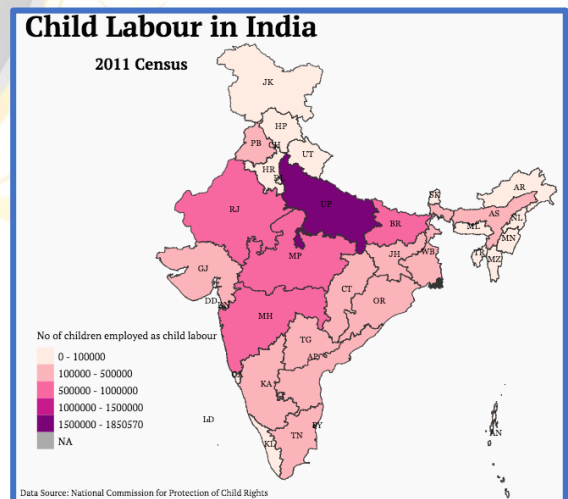 Child Labour in India
2011 Census
JK
HP
PB
CH
UT
HR
RJ
UP
SK
AR
AS
NL
ML
BR
MN
TR
MZ
MP
JH
WB
GJ
CT
OR
DD
MH
TG
AD
KA
LD
PY
AN
KL
TN
No of children employed as child labour
0 - 100000
100000 - 500000
500000 - 1000000
1000000 - 1500000
1500000 - 1850570
NA
Data Source: National Commission for Protection of Child Rights